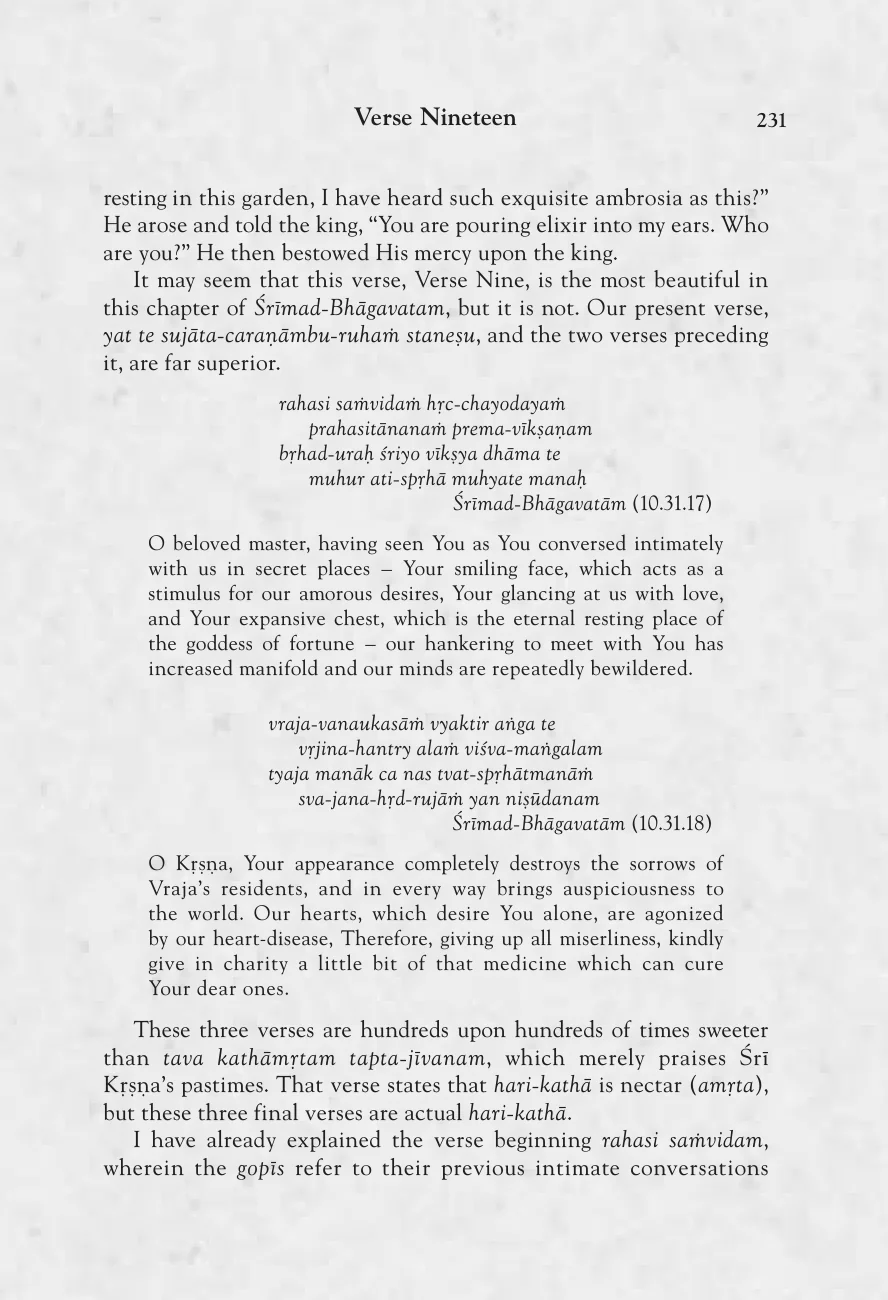 Verse Nineteen 231
resting in this garden, I have heard such exquisite ambrosia as this?”
He arose and told the king, “You are pouring elixir into my ears. Who
are you?” He then bestowed His mercy upon the king.
It may seem that this verse, Verse Nine, is the most beautiful in
this chapter of Śrīmad-Bhāgavatam, but it is not. Our present verse,
yat te sujāta-caraṇāmbu-ruhaṁ staneṣu, and the two verses preceding
it, are far superior.
rahasi saṁvidaṁ hṛc-chayodayaṁ
prahasitānanaṁ prema-vīkṣaṇam
bṛhad-uraḥ śriyo vīkṣya dhāma te
muhur ati-spṛhā muhyate manaḥ
Śrīmad-Bhāgavatām (10.31.17)
O beloved master, having seen You as You conversed intimately
with us in secret places – Your smiling face, which acts as a
stimulus for our amorous desires, Your glancing at us with love,
and Your expansive chest, which is the eternal resting place of
the goddess of fortune – our hankering to meet with You has
increased manifold and our minds are repeatedly bewildered.
vraja-vanaukasāṁ vyaktir aṅga te
vṛjina-hantry alaṁ viśva-maṅgalam
tyaja manāk ca nas tvat-spṛhātmanāṁ
sva-jana-hṛd-rujāṁ yan niṣūdanam
Śrīmad-Bhāgavatām (10.31.18)
O Kṛṣṇa, Your appearance completely destroys the sorrows of
Vraja’s residents, and in every way brings auspiciousness to
the world. Our hearts, which desire You alone, are agonized
by our heart-disease, Therefore, giving up all miserliness, kindly
give in charity a little bit of that medicine which can cure
Your dear ones.
These three verses are hundreds upon hundreds of times sweeter
than tava kathāmṛtam tapta-jīvanam, which merely praises Śrī
Kṛṣṇa’s pastimes. That verse states that hari-kathā is nectar (amṛta),
but these three final verses are actual hari-kathā.
I have already explained the verse beginning rahasi saṁvidam,
wherein the gopīs refer to their previous intimate conversations